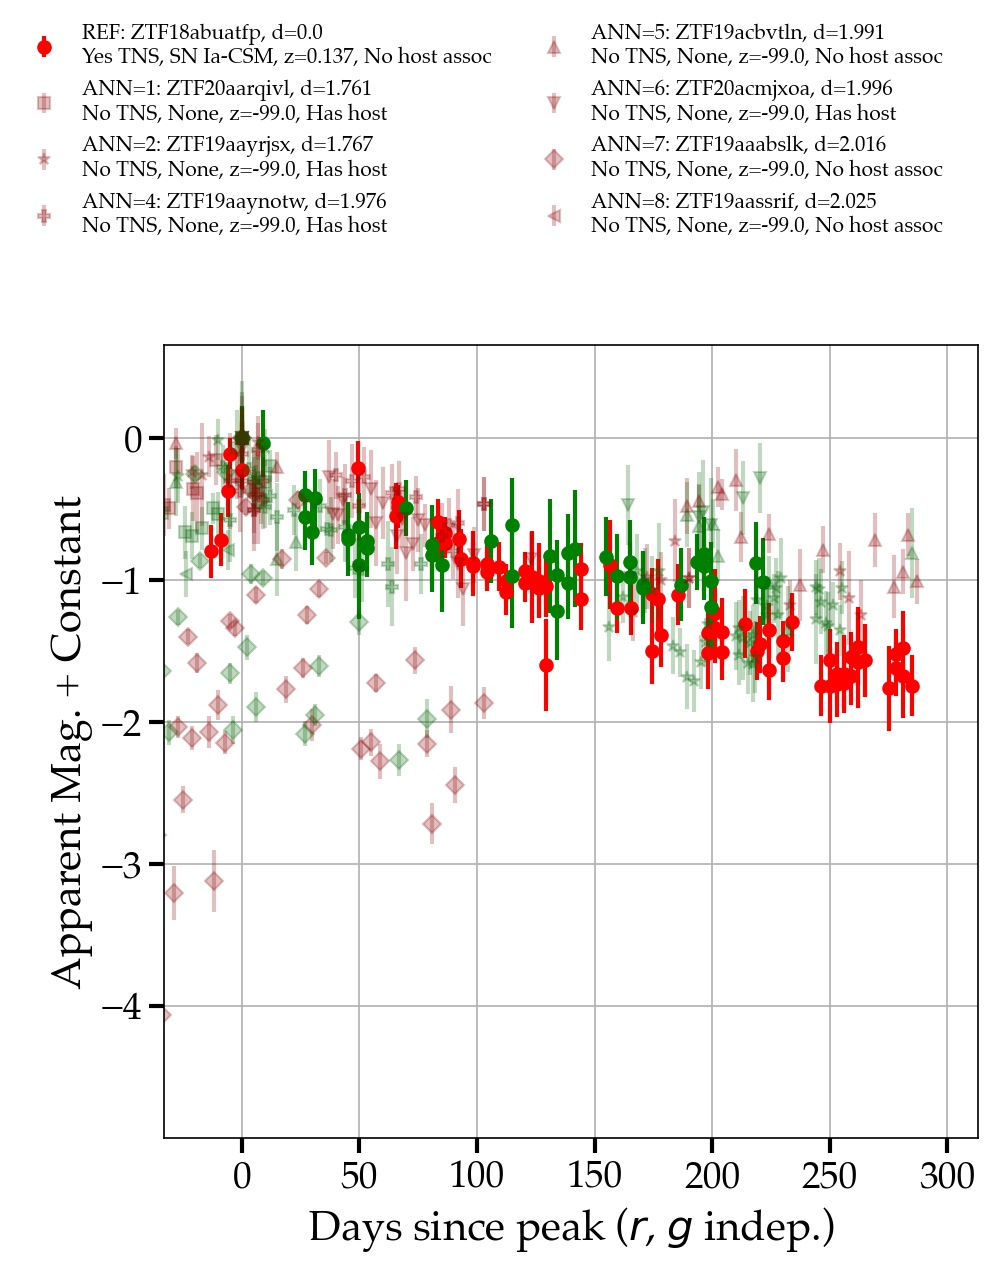 REF: ZTF18abuatfp, d=0.0
Yes TNS, SN Ia-CSM, z=0.137, No host assoc
ANN=1: ZTF20aarqivl, d=1.761
No TNS, None, z=-99.0, Has host
ANN=2: ZTF19aayrjsx, d=1.767
No TNS, None, z=-99.0, Has host
ANN=4: ZTF19aaynotw, d=1.976
No TNS, None, z=-99.0, Has host
ANN=5: ZTF19acbvtln, d=1.991
No TNS, None, z=-99.0, No host assoc
ANN=6: ZTF20acmjxoa, d=1.996
No TNS, None, z=-99.0, Has host
ANN=7: ZTF19aaabslk, d=2.016
No TNS, None, z=-99.0, No host assoc
ANN=8: ZTF19aassrif, d=2.025
No TNS, None, z=-99.0, No host assoc
Apparent Mag. + Constant
0
−1
−2
−3
−4
0 50 100 150 200 250 300
Days since peak (r, g indep.)